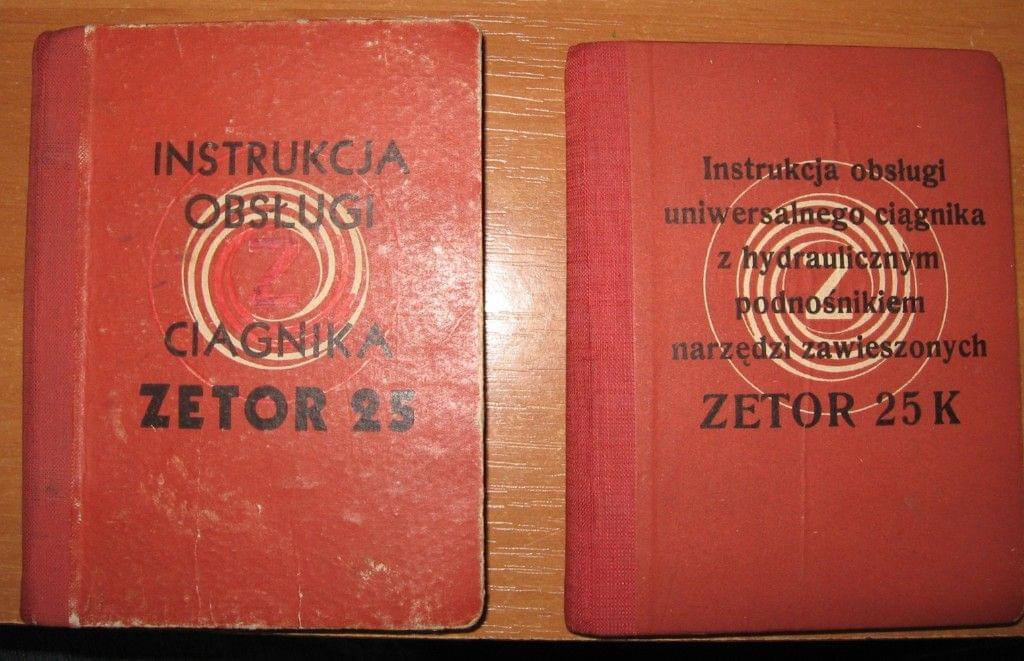 INSTRUKCJA
OBSŁUGI
Z
CIĄGNIKA
ZETOR 25
Instrukcja obsługi
uniwersalnego ciągnika
z hydraulicznym
Z
podnośnikiem
narzędzi zawieszonych
ZETOR 25 K